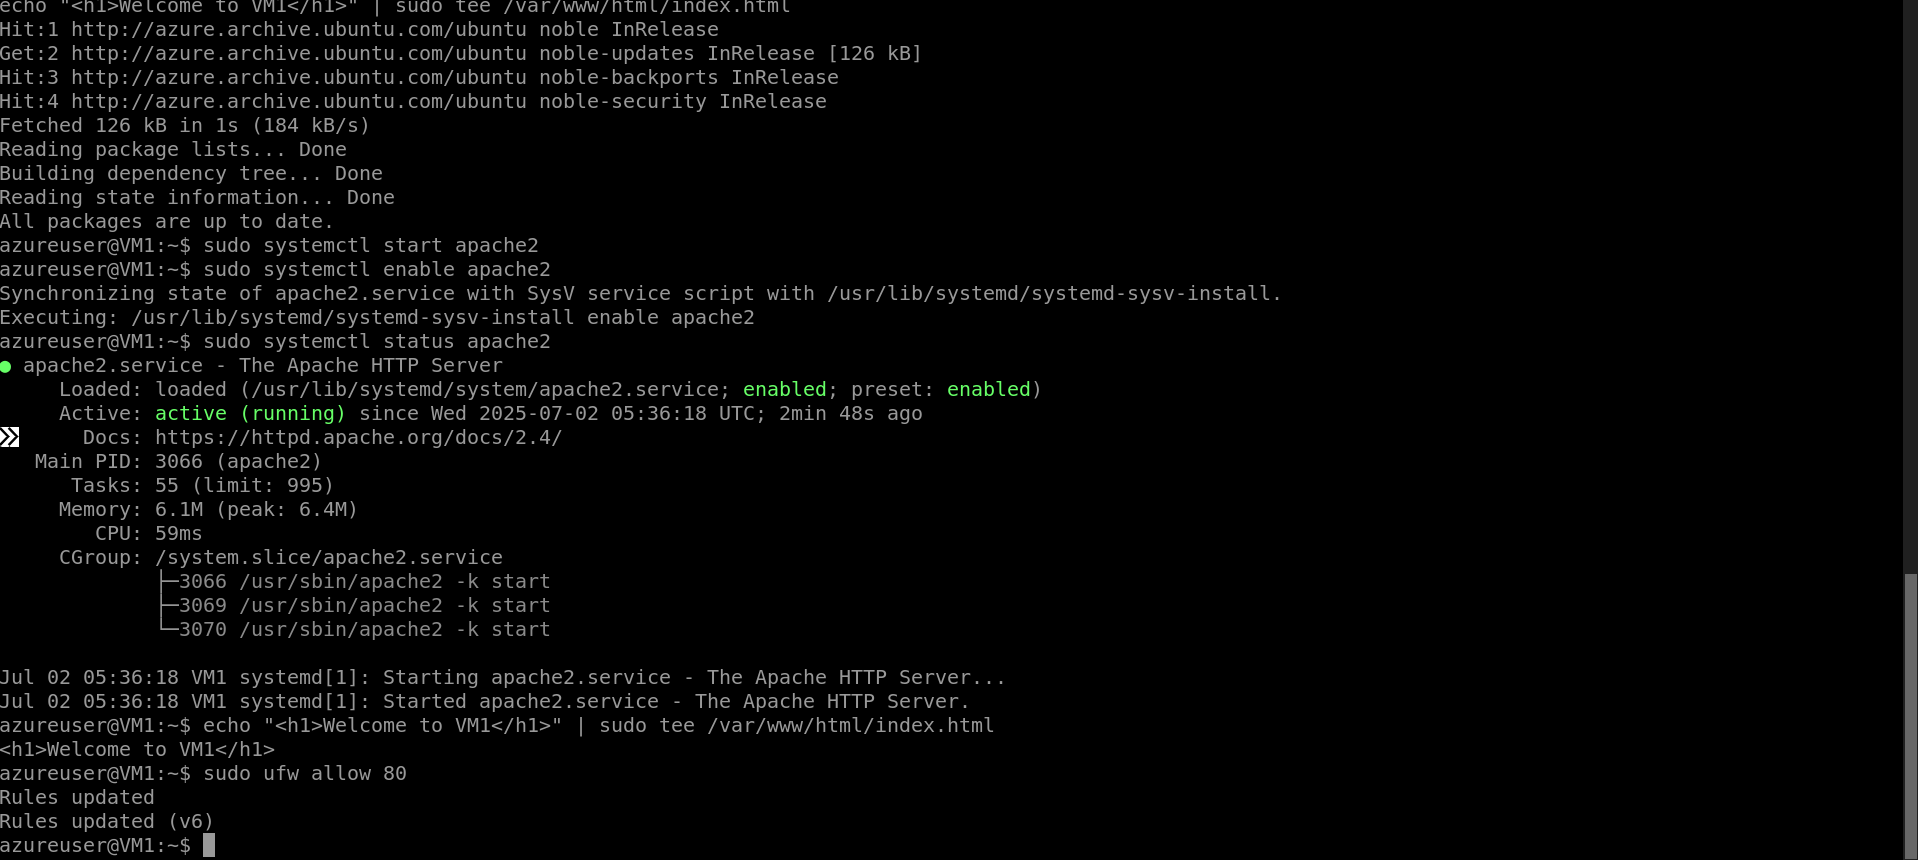 echo "<h1>Welcome to VM1</h1>" | sudo tee /var/www/html/index.html
Hit:1 http://azure.archive.ubuntu.com/ubuntu noble InRelease
Get:2 http://azure.archive.ubuntu.com/ubuntu noble-updates InRelease [126 kB]
Hit:3 http://azure.archive.ubuntu.com/ubuntu noble-backports InRelease
Hit:4 http://azure.archive.ubuntu.com/ubuntu noble-security InRelease
Fetched 126 kB in 1s (184 kB/s)
Reading package lists... Done
Building dependency tree... Done
Reading state information... Done
All packages are up to date.
azureuser@VM1:~$ sudo systemctl start apache2
azureuser@VM1:~$ sudo systemctl enable apache2
Synchronizing state of apache2.service with SysV service script with /usr/lib/systemd/systemd-sysv-install.
Executing: /usr/lib/systemd/systemd-sysv-install enable apache2
azureuser@VM1:~$ sudo systemctl status apache2
● apache2.service - The Apache HTTP Server
     Loaded: loaded (/usr/lib/systemd/system/apache2.service; enabled; preset: enabled)
     Active: active (running) since Wed 2025-07-02 05:36:18 UTC; 2min 48s ago
       Docs: https://httpd.apache.org/docs/2.4/
   Main PID: 3066 (apache2)
      Tasks: 55 (limit: 995)
     Memory: 6.1M (peak: 6.4M)
        CPU: 59ms
     CGroup: /system.slice/apache2.service
             ├─3066 /usr/sbin/apache2 -k start
             ├─3069 /usr/sbin/apache2 -k start
             └─3070 /usr/sbin/apache2 -k start

Jul 02 05:36:18 VM1 systemd[1]: Starting apache2.service - The Apache HTTP Server...
Jul 02 05:36:18 VM1 systemd[1]: Started apache2.service - The Apache HTTP Server.
azureuser@VM1:~$ echo "<h1>Welcome to VM1</h1>" | sudo tee /var/www/html/index.html
<h1>Welcome to VM1</h1>
azureuser@VM1:~$ sudo ufw allow 80
Rules updated
Rules updated (v6)
azureuser@VM1:~$